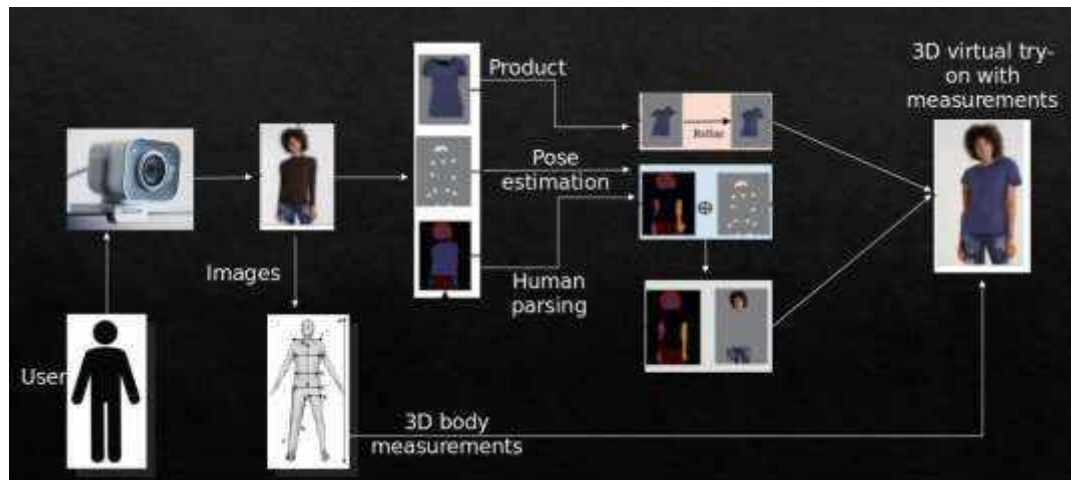 Product
3D virtual try-
on with
measurements
Pose
estimation
Refine
Images
Human
parsing
User
3D body
measurements